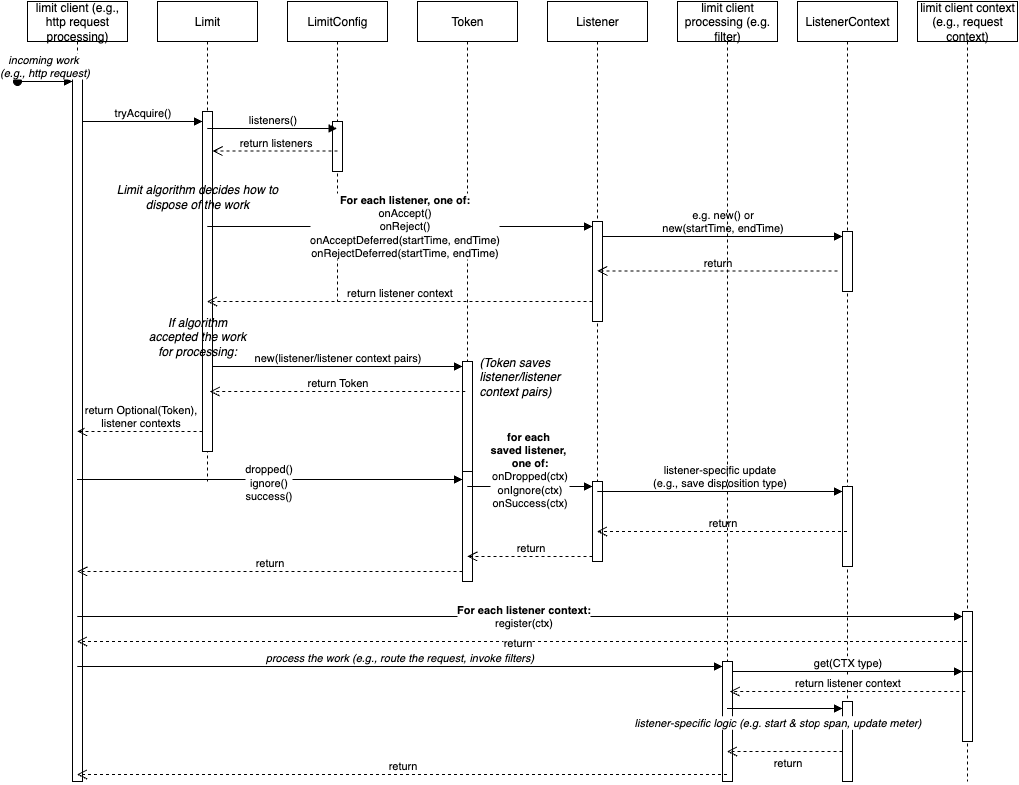 limit client (e.g.,
http request
processing)
Limit
LimitConfig
Token
Listener
limit client
processing (e.g.
filter)
ListenerContext
limit client context
(e.g., request
context)
incoming work
(e.g., http request)
tryAcquire()
listeners()
return listeners
Limit algorithm decides how to
dispose of the work
For each listener, one of:
onAccept()
onReject()
onAcceptDeferred(startTime, endTime)
onRejectDeferred(startTime, endTime)
e.g. new() or
new(startTime, endTime)
return
return listener context
If algorithm
accepted the work
for processing:
new(listener/listener context pairs)
(Token saves
listener/listener
context pairs)
return Token
return Optional(Token),
listener contexts
for each
saved listener,
one of:
onDropped(ctx)
onIgnore(ctx)
onSuccess(ctx)
dropped()
ignore()
success()
listener-specific update
(e.g., save disposition type)
return
return
return
For each listener context:
register(ctx)
return
process the work (e.g., route the request, invoke filters)
get(CTX type)
return listener context
listener-specific logic (e.g. start & stop span, update meter)
return
return